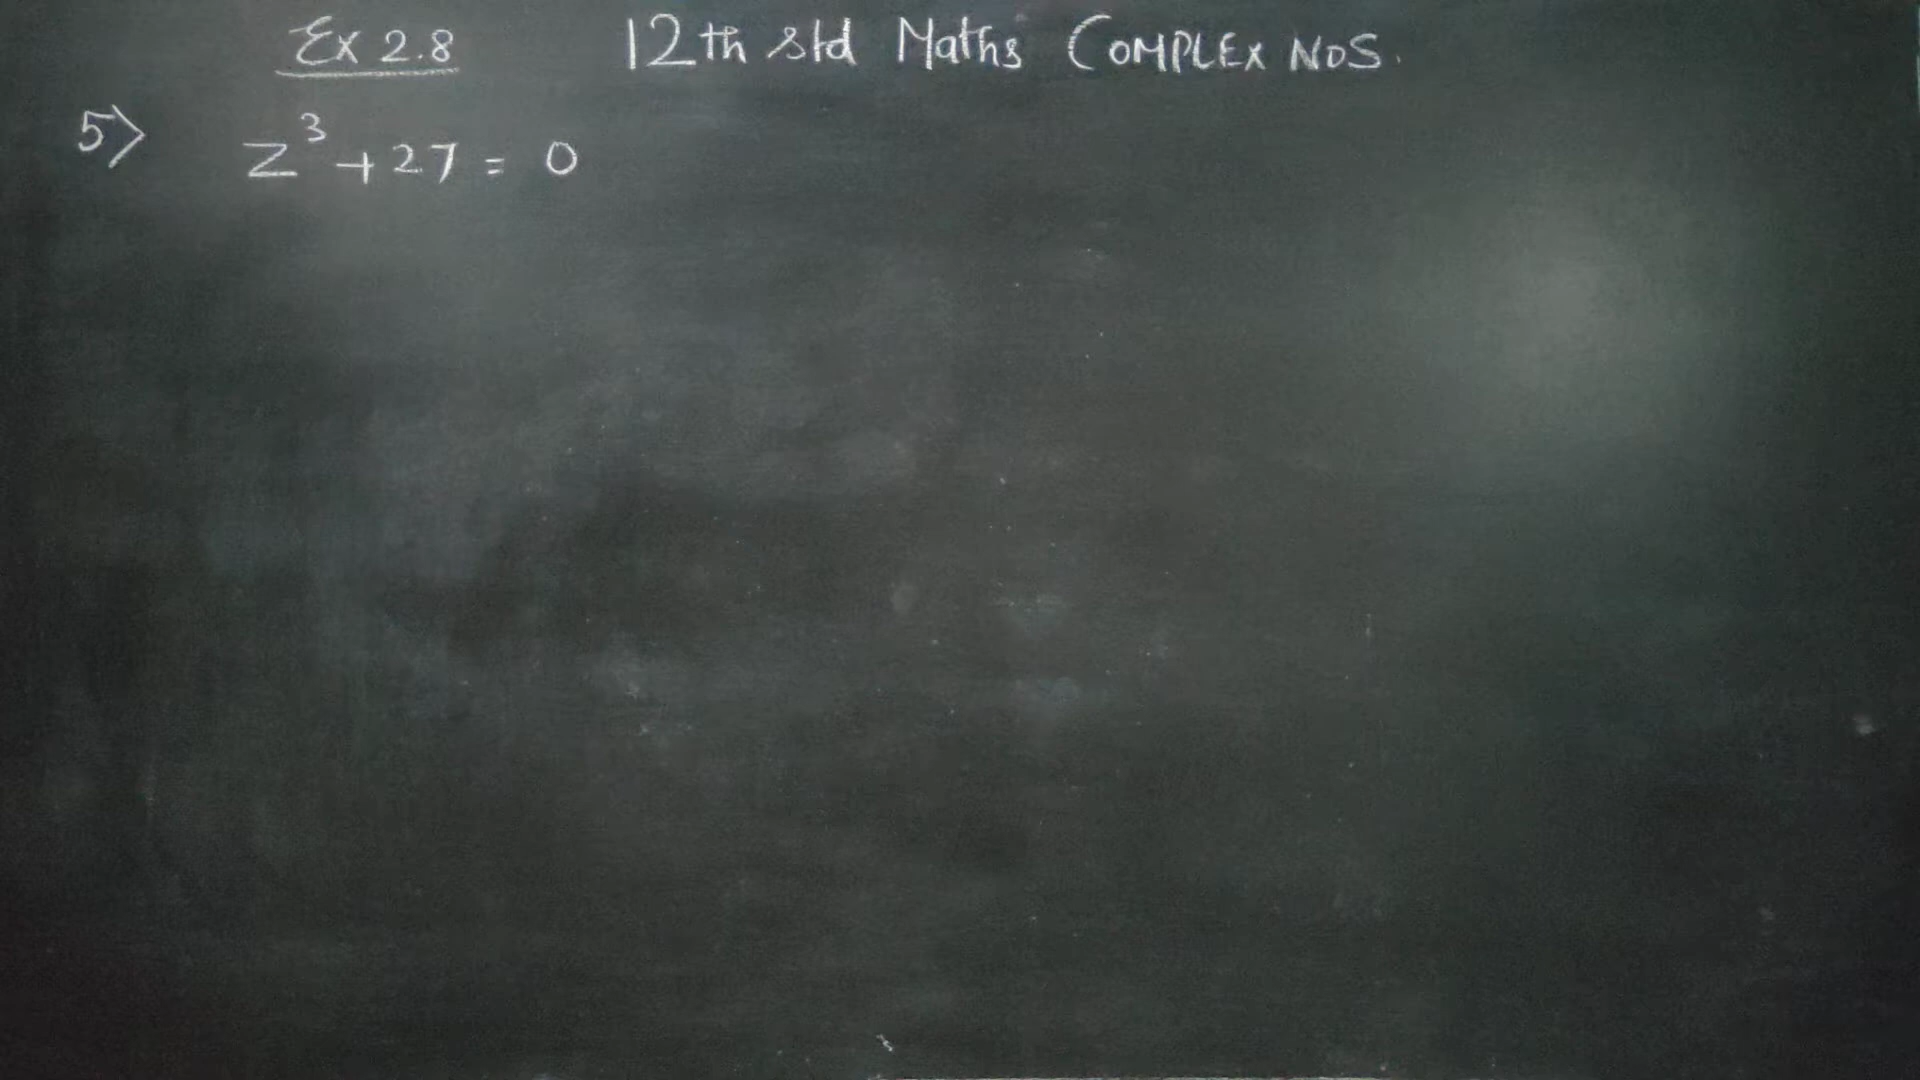 Ex 2.8 12th std Maths COMPLEX NOS.
5) z³ + 27 = 0